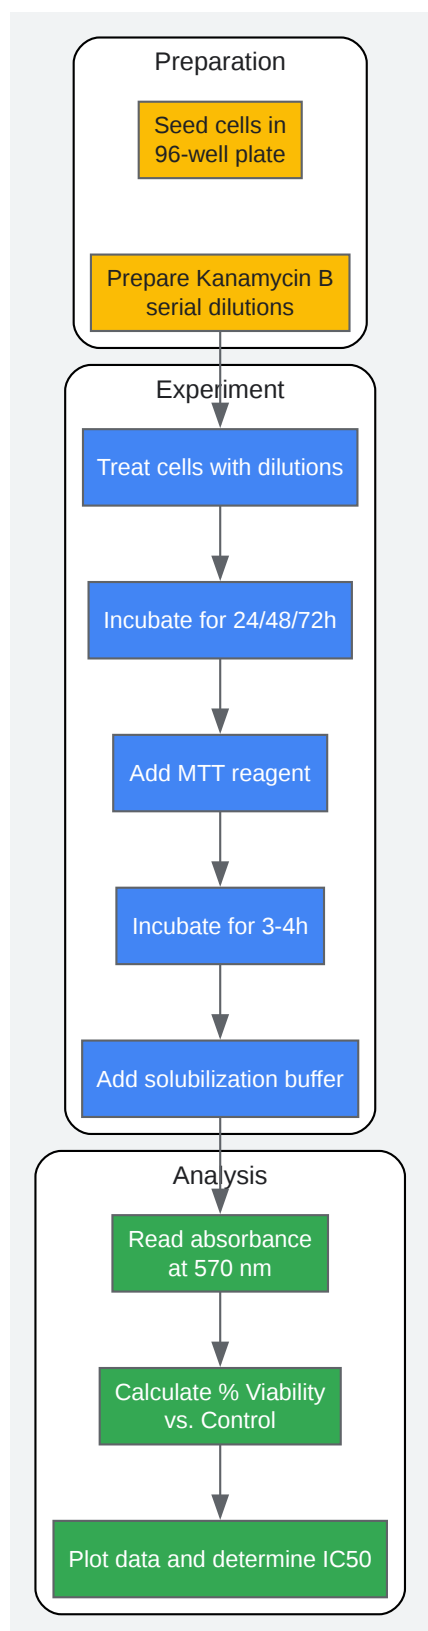 Preparation
Seed cells in
96-well plate
Prepare Kanamycin B
serial dilutions
Experiment
Treat cells with dilutions
Incubate for 24/48/72h
Add MTT reagent
Incubate for 3-4h
Add solubilization buffer
Analysis
Read absorbance
at 570 nm
Calculate % Viability
vs. Control
Plot data and determine IC50